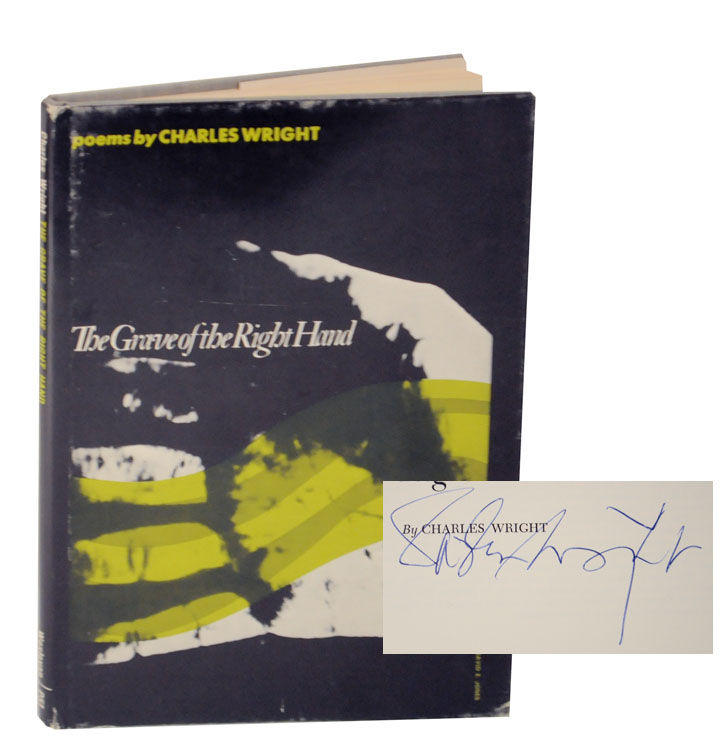 poems by CHARLES WRIGHT
The Grave of the Right Hand
Charles Wright THE GRAVE OF THE RIGHT HAND
By CHARLES WRIGHT